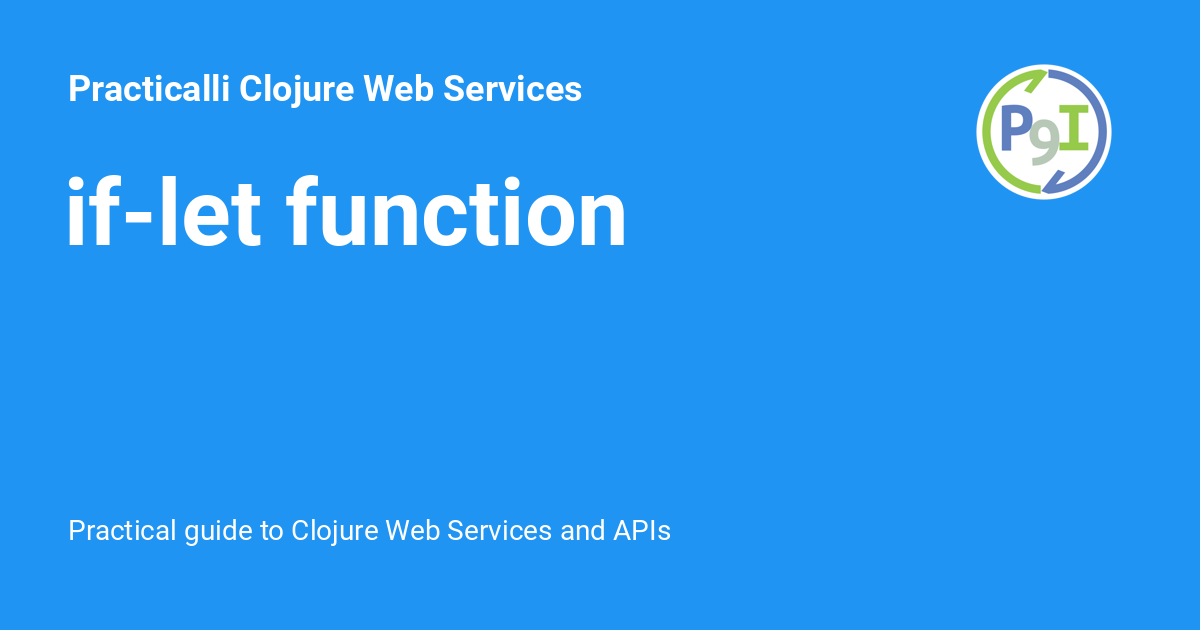 Practicalli Clojure Web Services
P9I
if-let function
Practical guide to Clojure Web Services and APIs